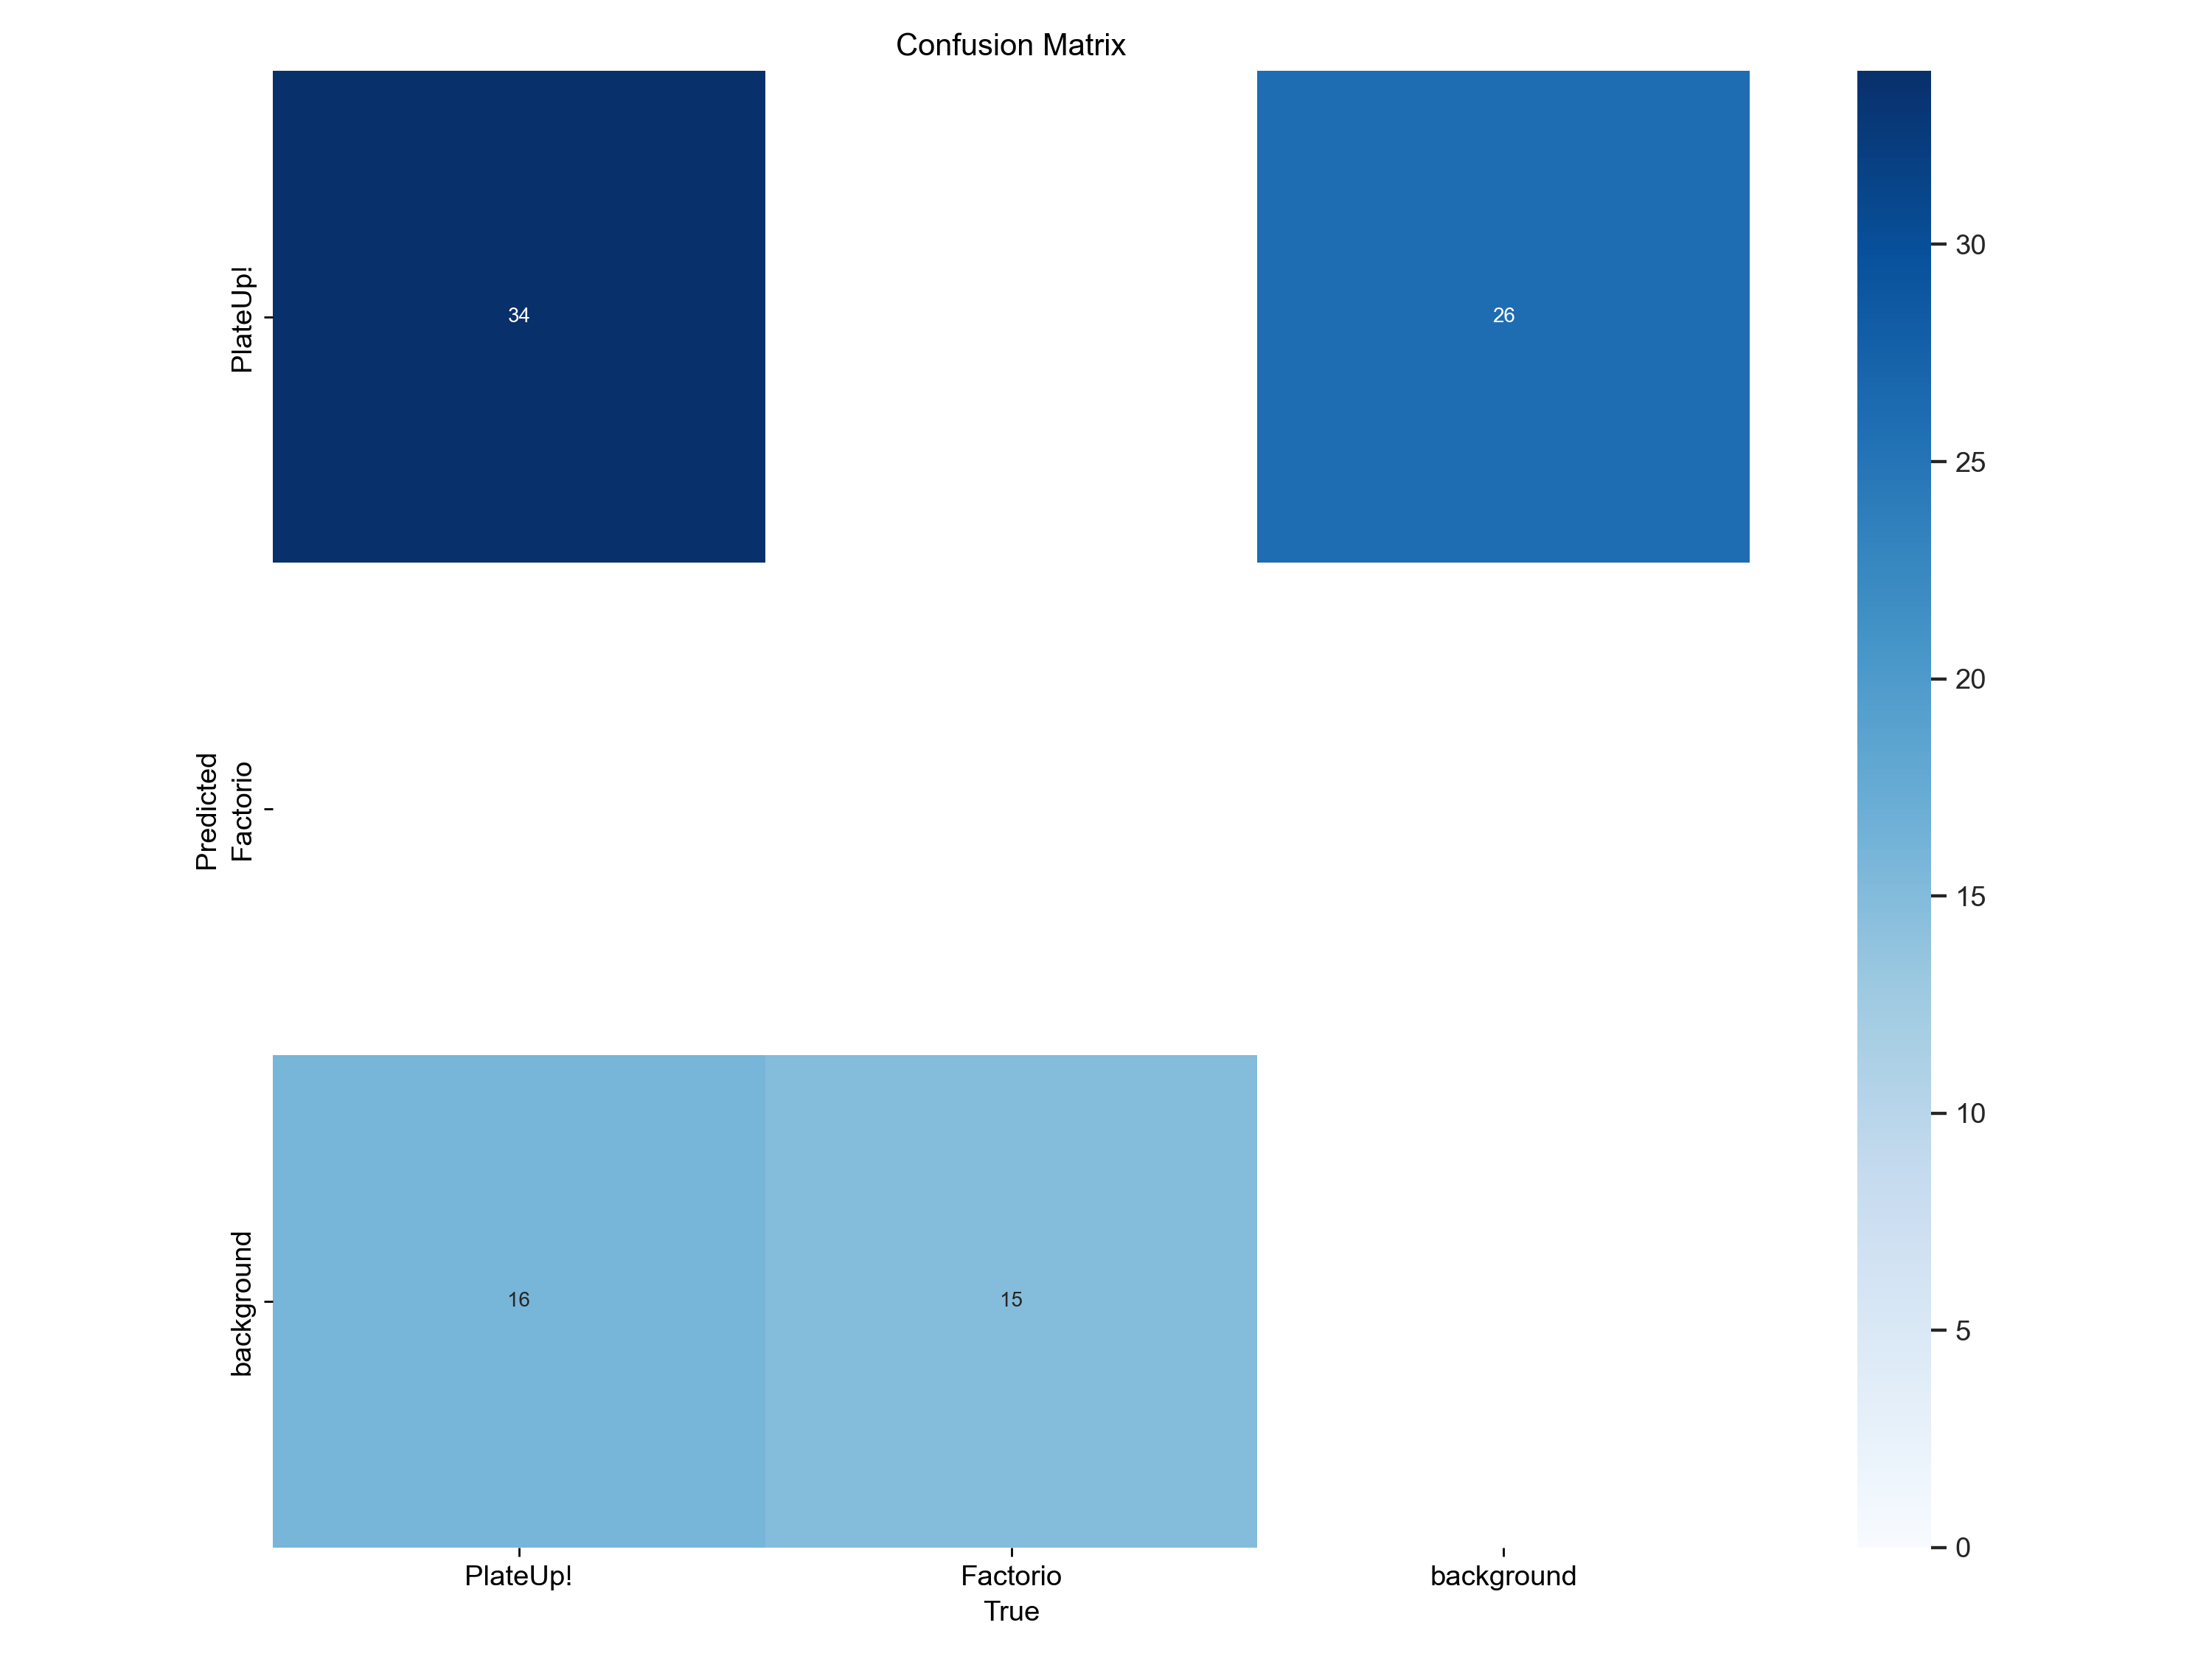 Confusion Matrix
PlateUp!
34
26
30
25
20
15
10
5
0
Predicted
Factorio
background
16
15
PlateUp!
Factorio
background
True